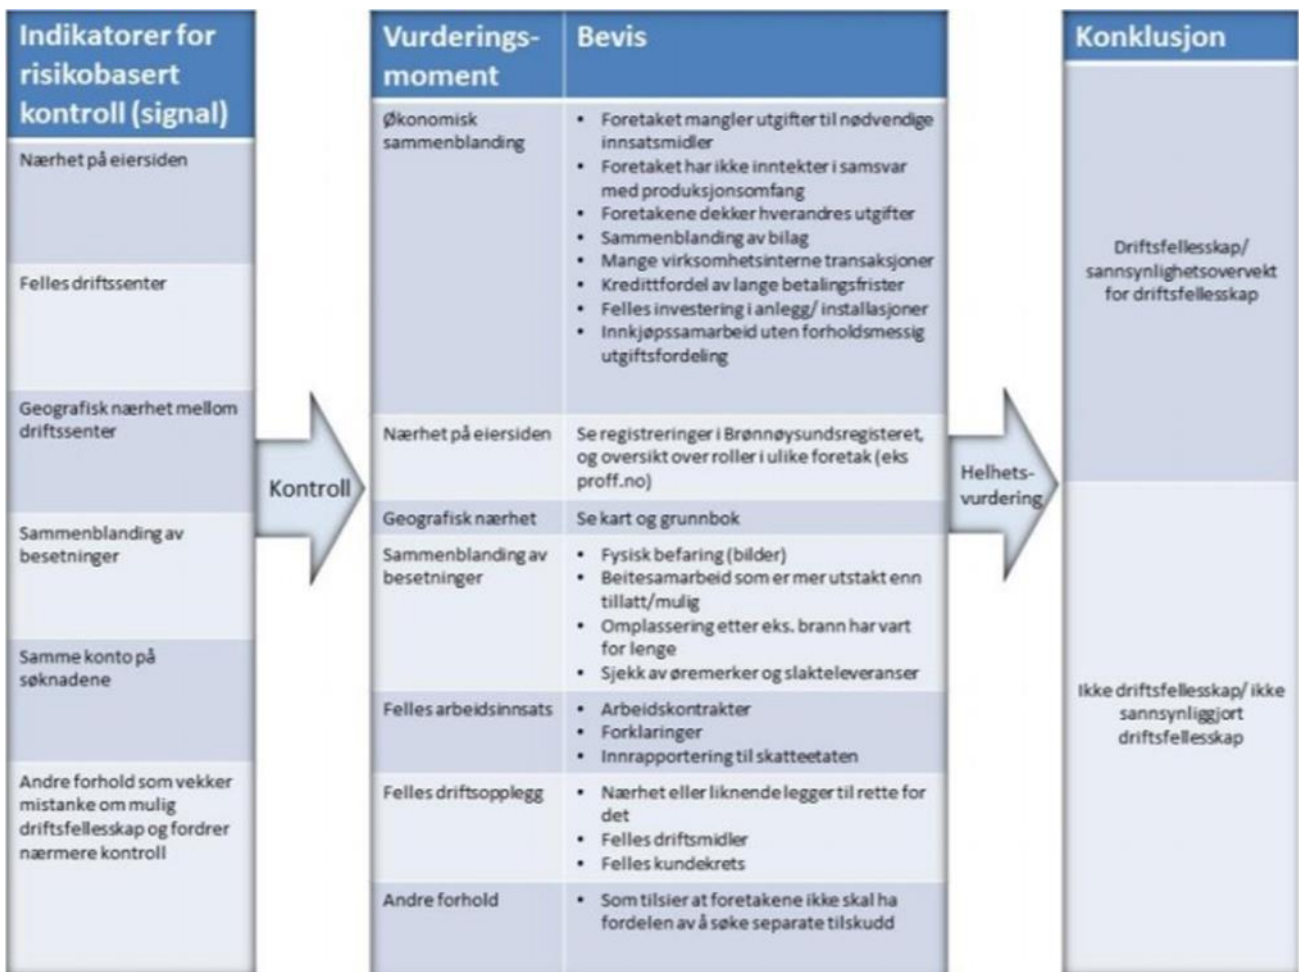 Indikatorer for
risikobasert
kontroll (signal)
Nærhet på eiersiden
Felles driftssenter
Geografisk nærhet mellom
driftssenter
Sammenblanding av
besetninger
Samme konto på
søknadene
Andre forhold som vekker
mistanke om mulig
driftsfellesskap og fordrer
nærmere kontroll
Kontroll
Vurderings-
moment
Bevis
Økonomisk
sammenblanding
• Foretaket mangler utgifter til nødvendige
innsatsmidler
• Foretaket har ikke inntekter i samsvar
med produksjonsomfang
• Foretakene dekker hverandres utgifter
• Sammenblanding av bilag
• Mange virksomhetsinterne transaksjoner
• Kredittfordel av lange betalingsfrister
• Felles investering i anlegg/ installasjoner
• Innkjøpssamarbeid uten forholdsmessig
utgiftsfordeling
Nærhet på eiersiden
Se registreringer i Brønnøysundsregisteret,
og oversikt over roller i ulike foretak (eks
proff.no)
Geografisk nærhet
Se kart og grunnbok
Sammenblanding av
besetninger
• Fysisk befaring (bilder)
• Beitesamarbeid som er mer utstakt enn
tillatt/mulig
• Omplassering etter eks. brann har vart
for lenge
• Sjekk av øremerker og slakteleveranser
Felles arbeidsinnsats
• Arbeidskontrakter
• Forklaringer
• Innrapportering til skatteetaten
Felles driftsopplegg
• Nærhet eller liknende legger til rette for
det
• Felles driftsmidler
• Felles kundekrets
Andre forhold
• Som tilsier at foretakene ikke skal ha
fordelen av å søke separate tilskudd
Helhets-
vurdering
Konklusjon
Driftsfellesskap/
sannsynlighetsovervekt
for driftsfellesskap
Ikke driftsfellesskap/ ikke
sannsynliggjort
driftsfellesskap